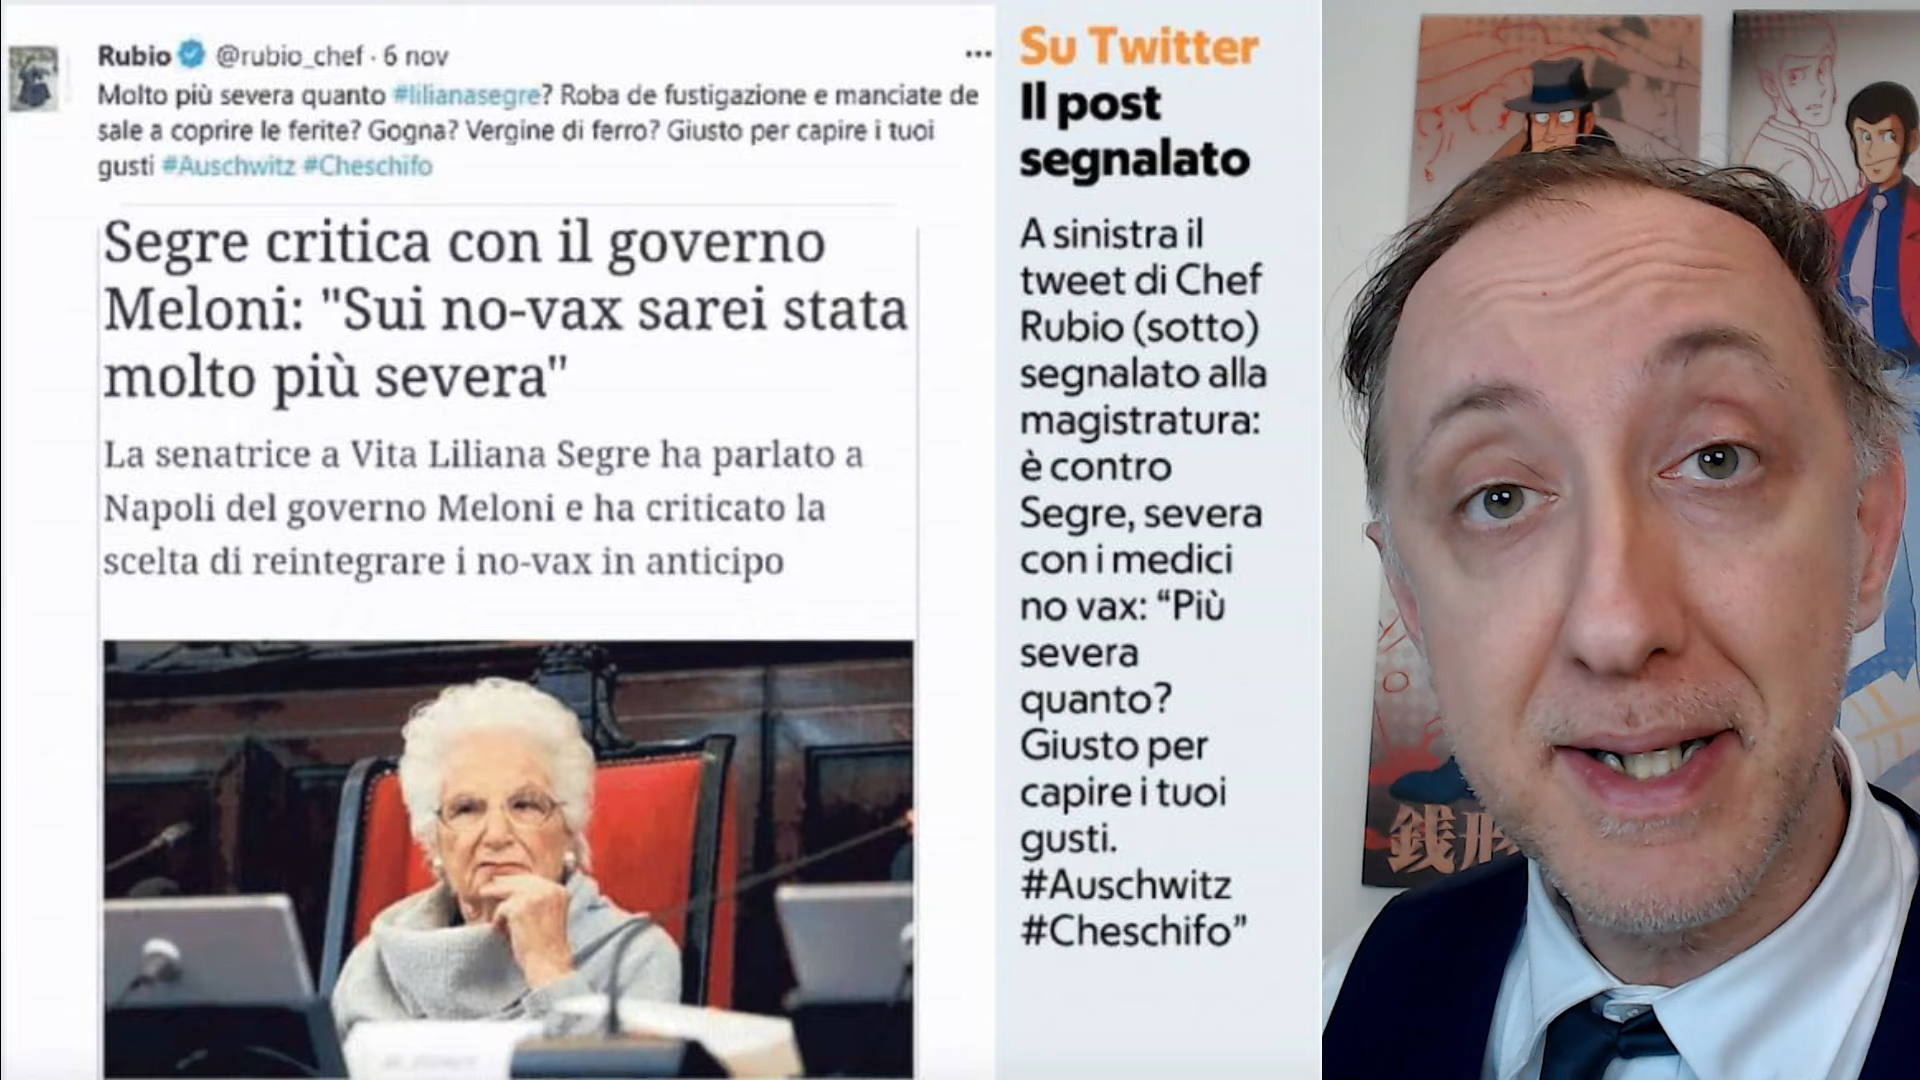 Rubio @rubio_chef · 6 nov
Molto più severa quanto #lilianasegre? Roba de fustigazione e manciate de
sale a coprire le ferite? Gogna? Vergine di ferro? Giusto per capire i tuoi
gusti #Auschwitz #Cheschifo
Segre critica con il governo
Meloni: "Sui no-vax sarei stata
molto più severa"
La senatrice a Vita Liliana Segre ha parlato a
Napoli del governo Meloni e ha criticato la
scelta di reintegrare i no-vax in anticipo
Su Twitter
Il post
segnalato
A sinistra il
tweet di Chef
Rubio (sotto)
segnalato alla
magistratura:
è contro
Segre, severa
con i medici
no vax: “Più
severa
quanto?
Giusto per
capire i tuoi
gusti.
#Auschwitz
#Cheschifo”
銭形